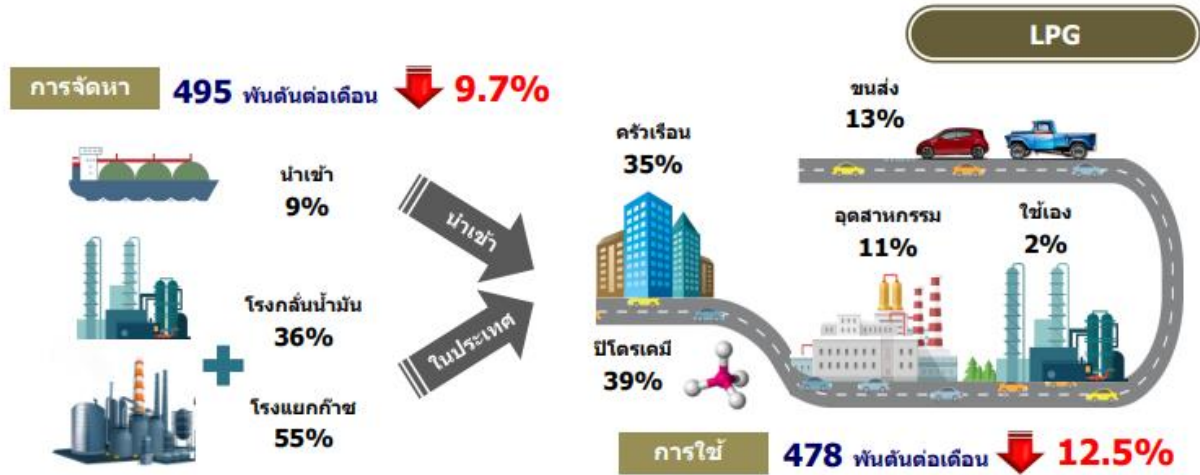 LPG
การจัดหา 495 พันตันต่อเดือน 9.7%
นำเข้า
9%
โรงกลั่นน้ำมัน
36%
โรงแยกก๊าซ
55%
นำเข้า
ในประเทศ
ครัวเรือน
35%
ขนส่ง
13%
อุตสาหกรรม
11%
ใช้เอง
2%
ปิโตรเคมี
39%
การใช้ 478 พันตันต่อเดือน 12.5%